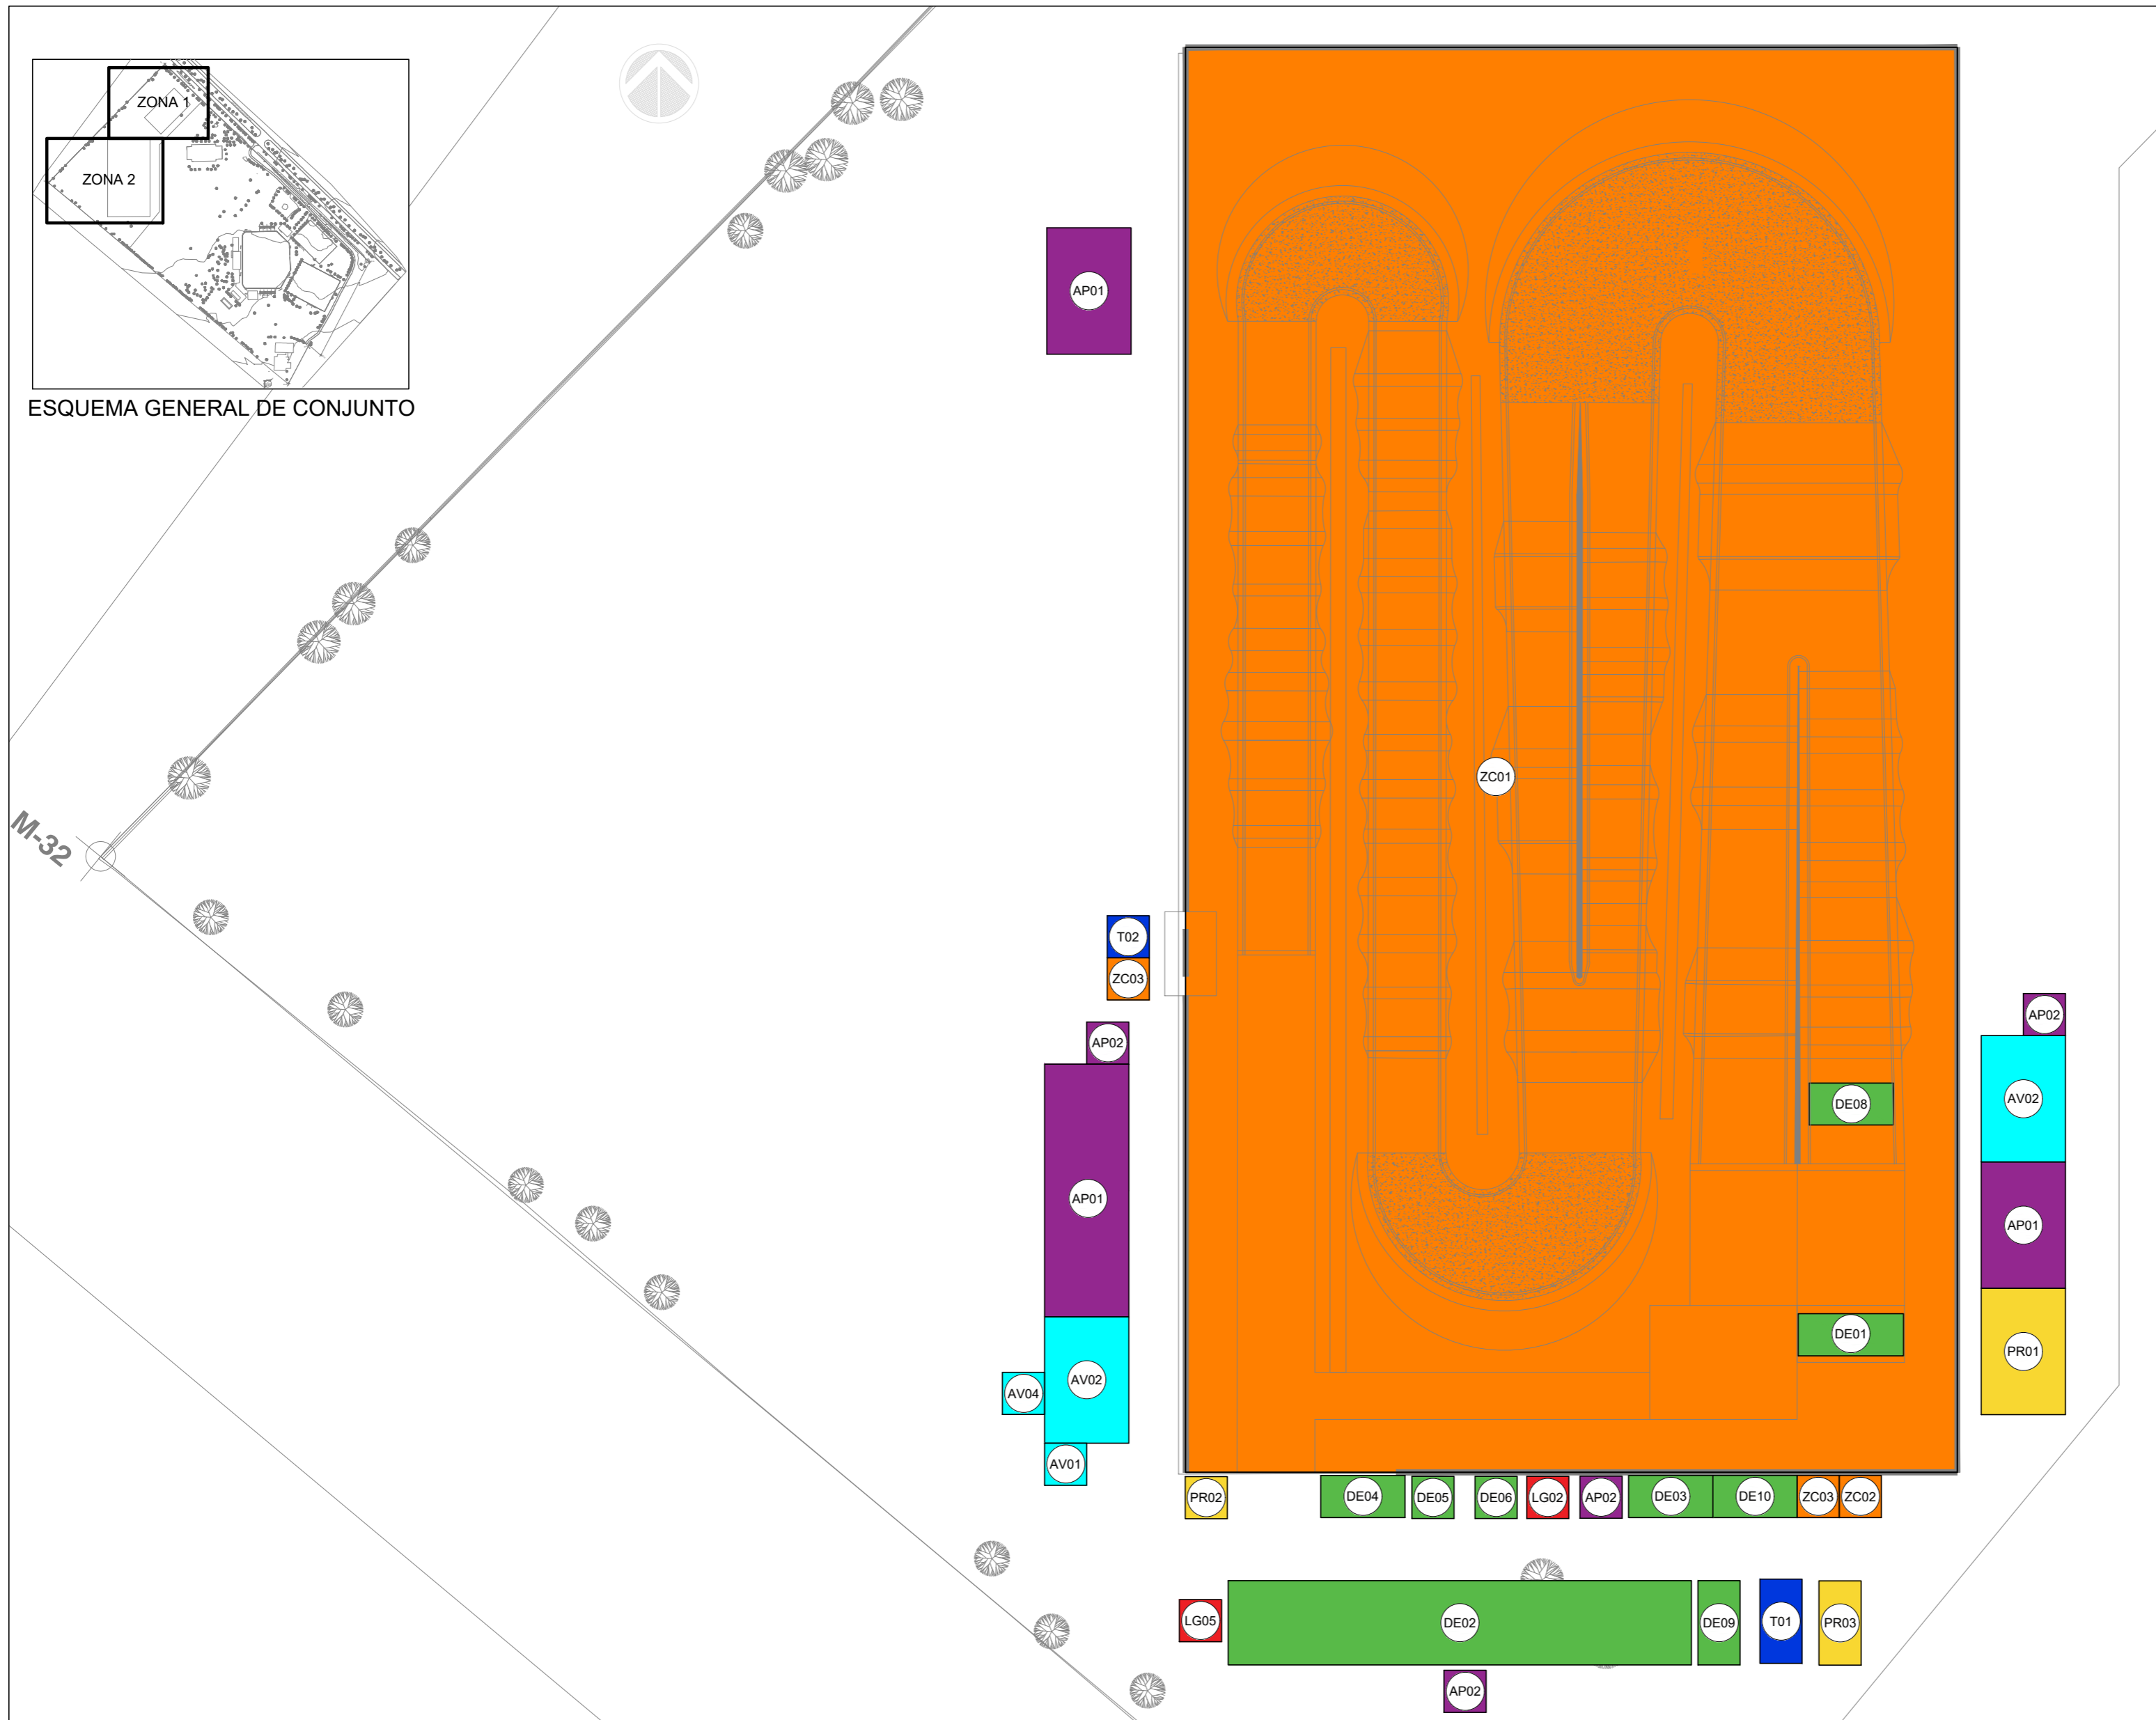 ZONA 1
ZONA 2
ESQUEMA GENERAL DE CONJUNTO
AP01
ZC01
M-32
T02
ZC03
AP02
AP02
AV02
DE08
AP01
AP01
DE01
PR01
AV02
AV04
AV01
PR02
DE04
DE05
DE06
LG02
AP02
DE03
DE10
ZC03
ZC02
LG05
DE02
DE09
T01
PR03
AP02